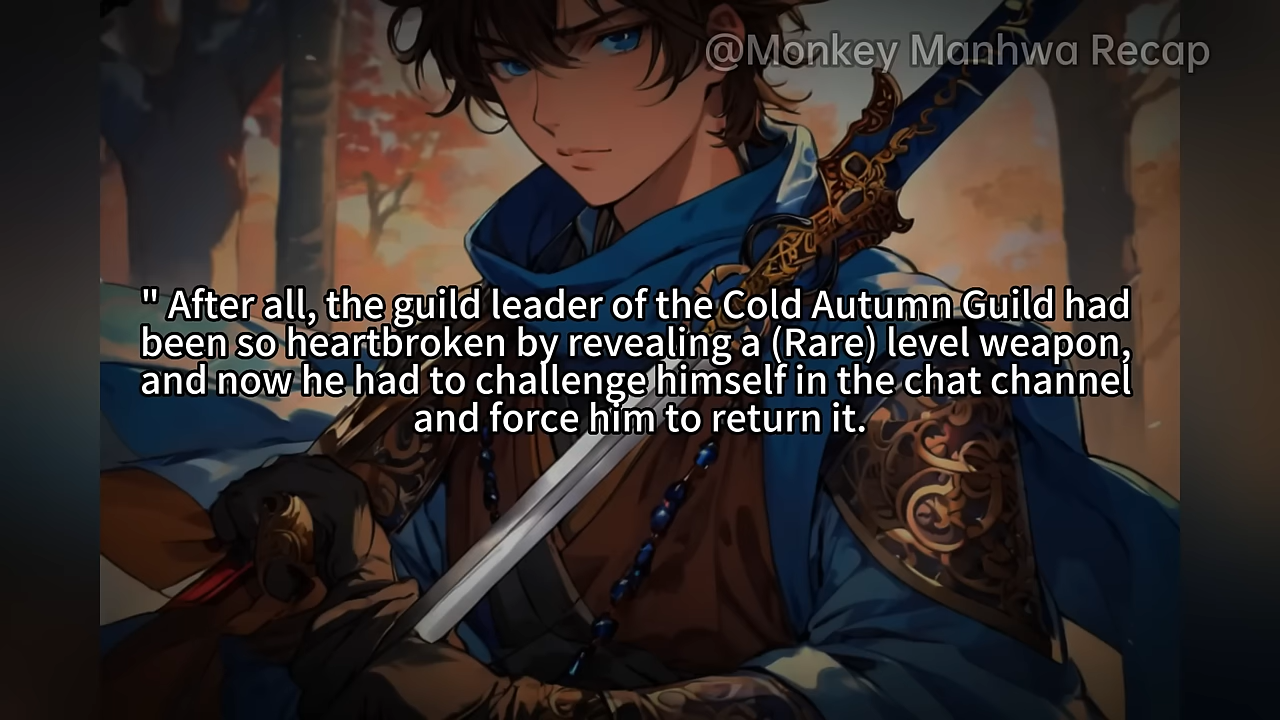 @Monkey Manhwa Recap
" After all, the guild leader of the Cold Autumn Guild had
been so heartbroken by revealing a (Rare) level weapon,
and now he had to challenge himself in the chat channel
and force him to return it.